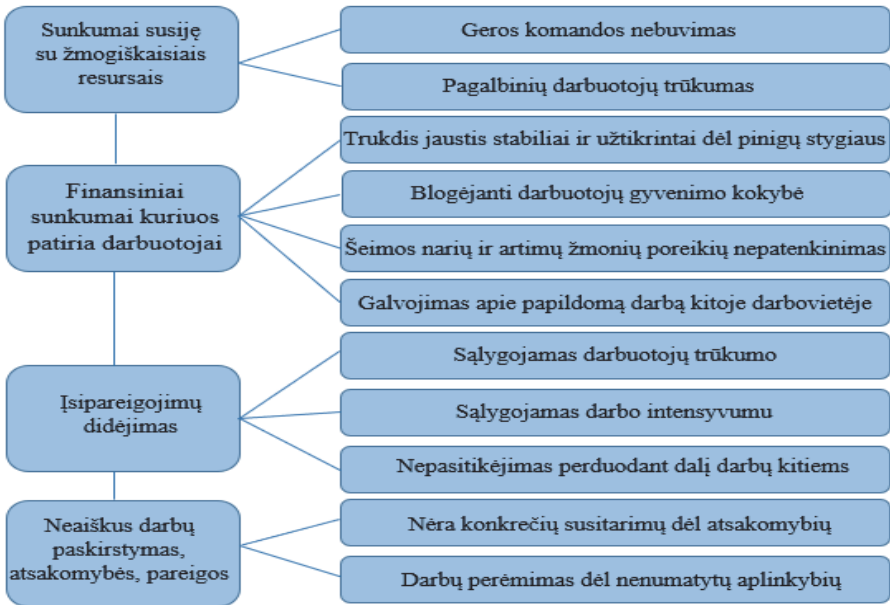 Sunkumai susiję
su žmogiškaisiais
resursais
Geros komandos nebuvimas
Pagalbinių darbuotojų trūkumas
Finansiniai
sunkumai kuriuos
patiria darbuotojai
Trukdis jaustis stabiliai ir užtikrintai dėl pinigų stygiaus
Blogėjanti darbuotojų gyvenimo kokybė
Šeimos narių ir artimų žmonių poreikių nepatenkinimas
Galvojimas apie papildomą darbą kitoje darbovietėje
Įsipareigojimų
didėjimas
Sąlygojamas darbuotojų trūkumo
Sąlygojamas darbo intensyvumu
Nepasitikėjimas perduodant dalį darbų kitiems
Neaiškus darbų
paskirstymas,
atsakomybės, pareigos
Nėra konkrečių susitarimų dėl atsakomybių
Darbų perėmimas dėl nenumatytų aplinkybių